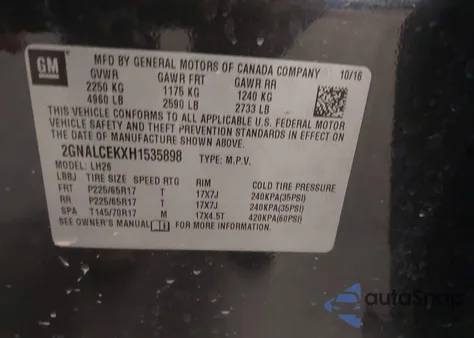 GM
MFD BY GENERAL MOTORS OF CANADA COMPANY 10/16
GVWR GAWR FRT GAWR RR
2250 KG 1175 KG 1240 KG
4960 LB 2590 LB 2733 LB
THIS VEHICLE CONFORMS TO ALL APPLICABLE U.S. FEDERAL MOTOR
VEHICLE SAFETY AND THEFT PREVENTION STANDARDS IN EFFECT ON
THE DATE OF MANUFACTURE SHOWN ABOVE.
2GNALCEKXH1535898 TYPE: M.P.V.
MODEL: LH26
LBBJ TIRE SIZE SPEED RTG RIM COLD TIRE PRESSURE
FRT P225/65R17 T 17X7J 240KPA(35PSI)
RR P225/65R17 T 17X7J 240KPA(35PSI)
SPA T145/70R17 M 17X4.5T 420KPA(60PSI)
SEE OWNER'S MANUAL FOR MORE INFORMATION.
autoSnap